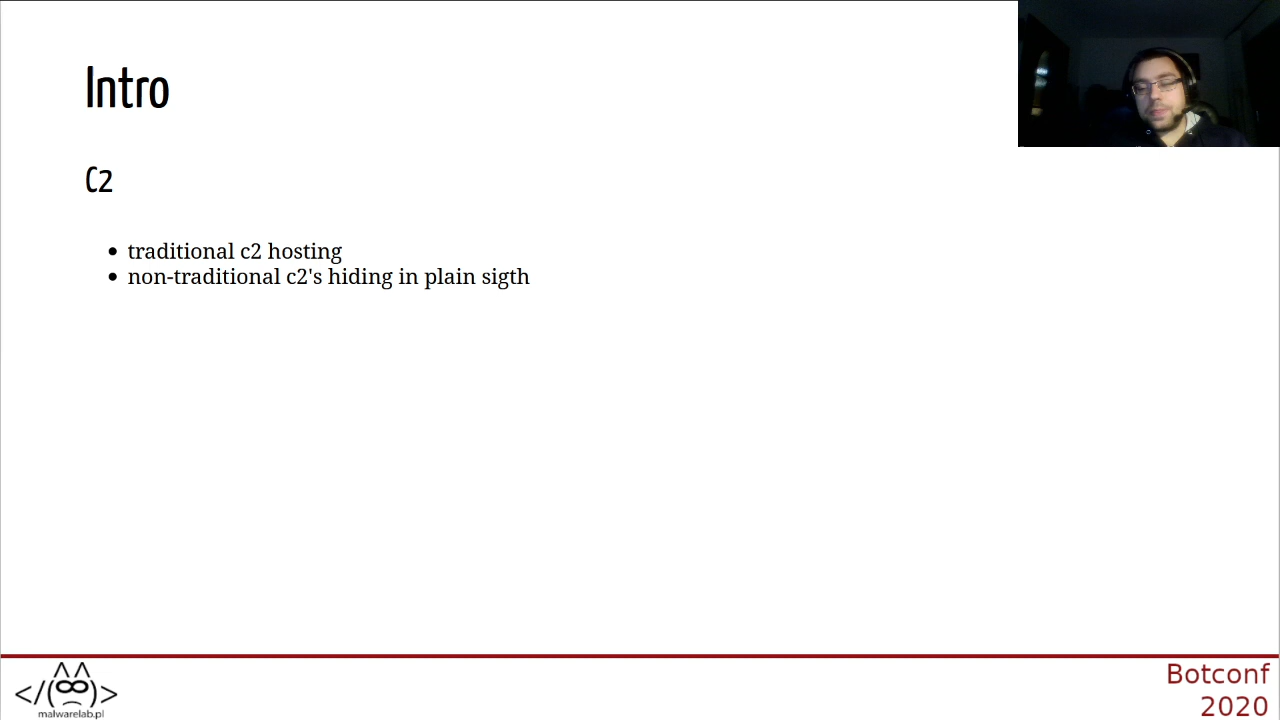 Intro
C2
traditional c2 hosting
non-traditional c2's hiding in plain sigth
</(∞)>
malwarelab.pl
Botconf
2020